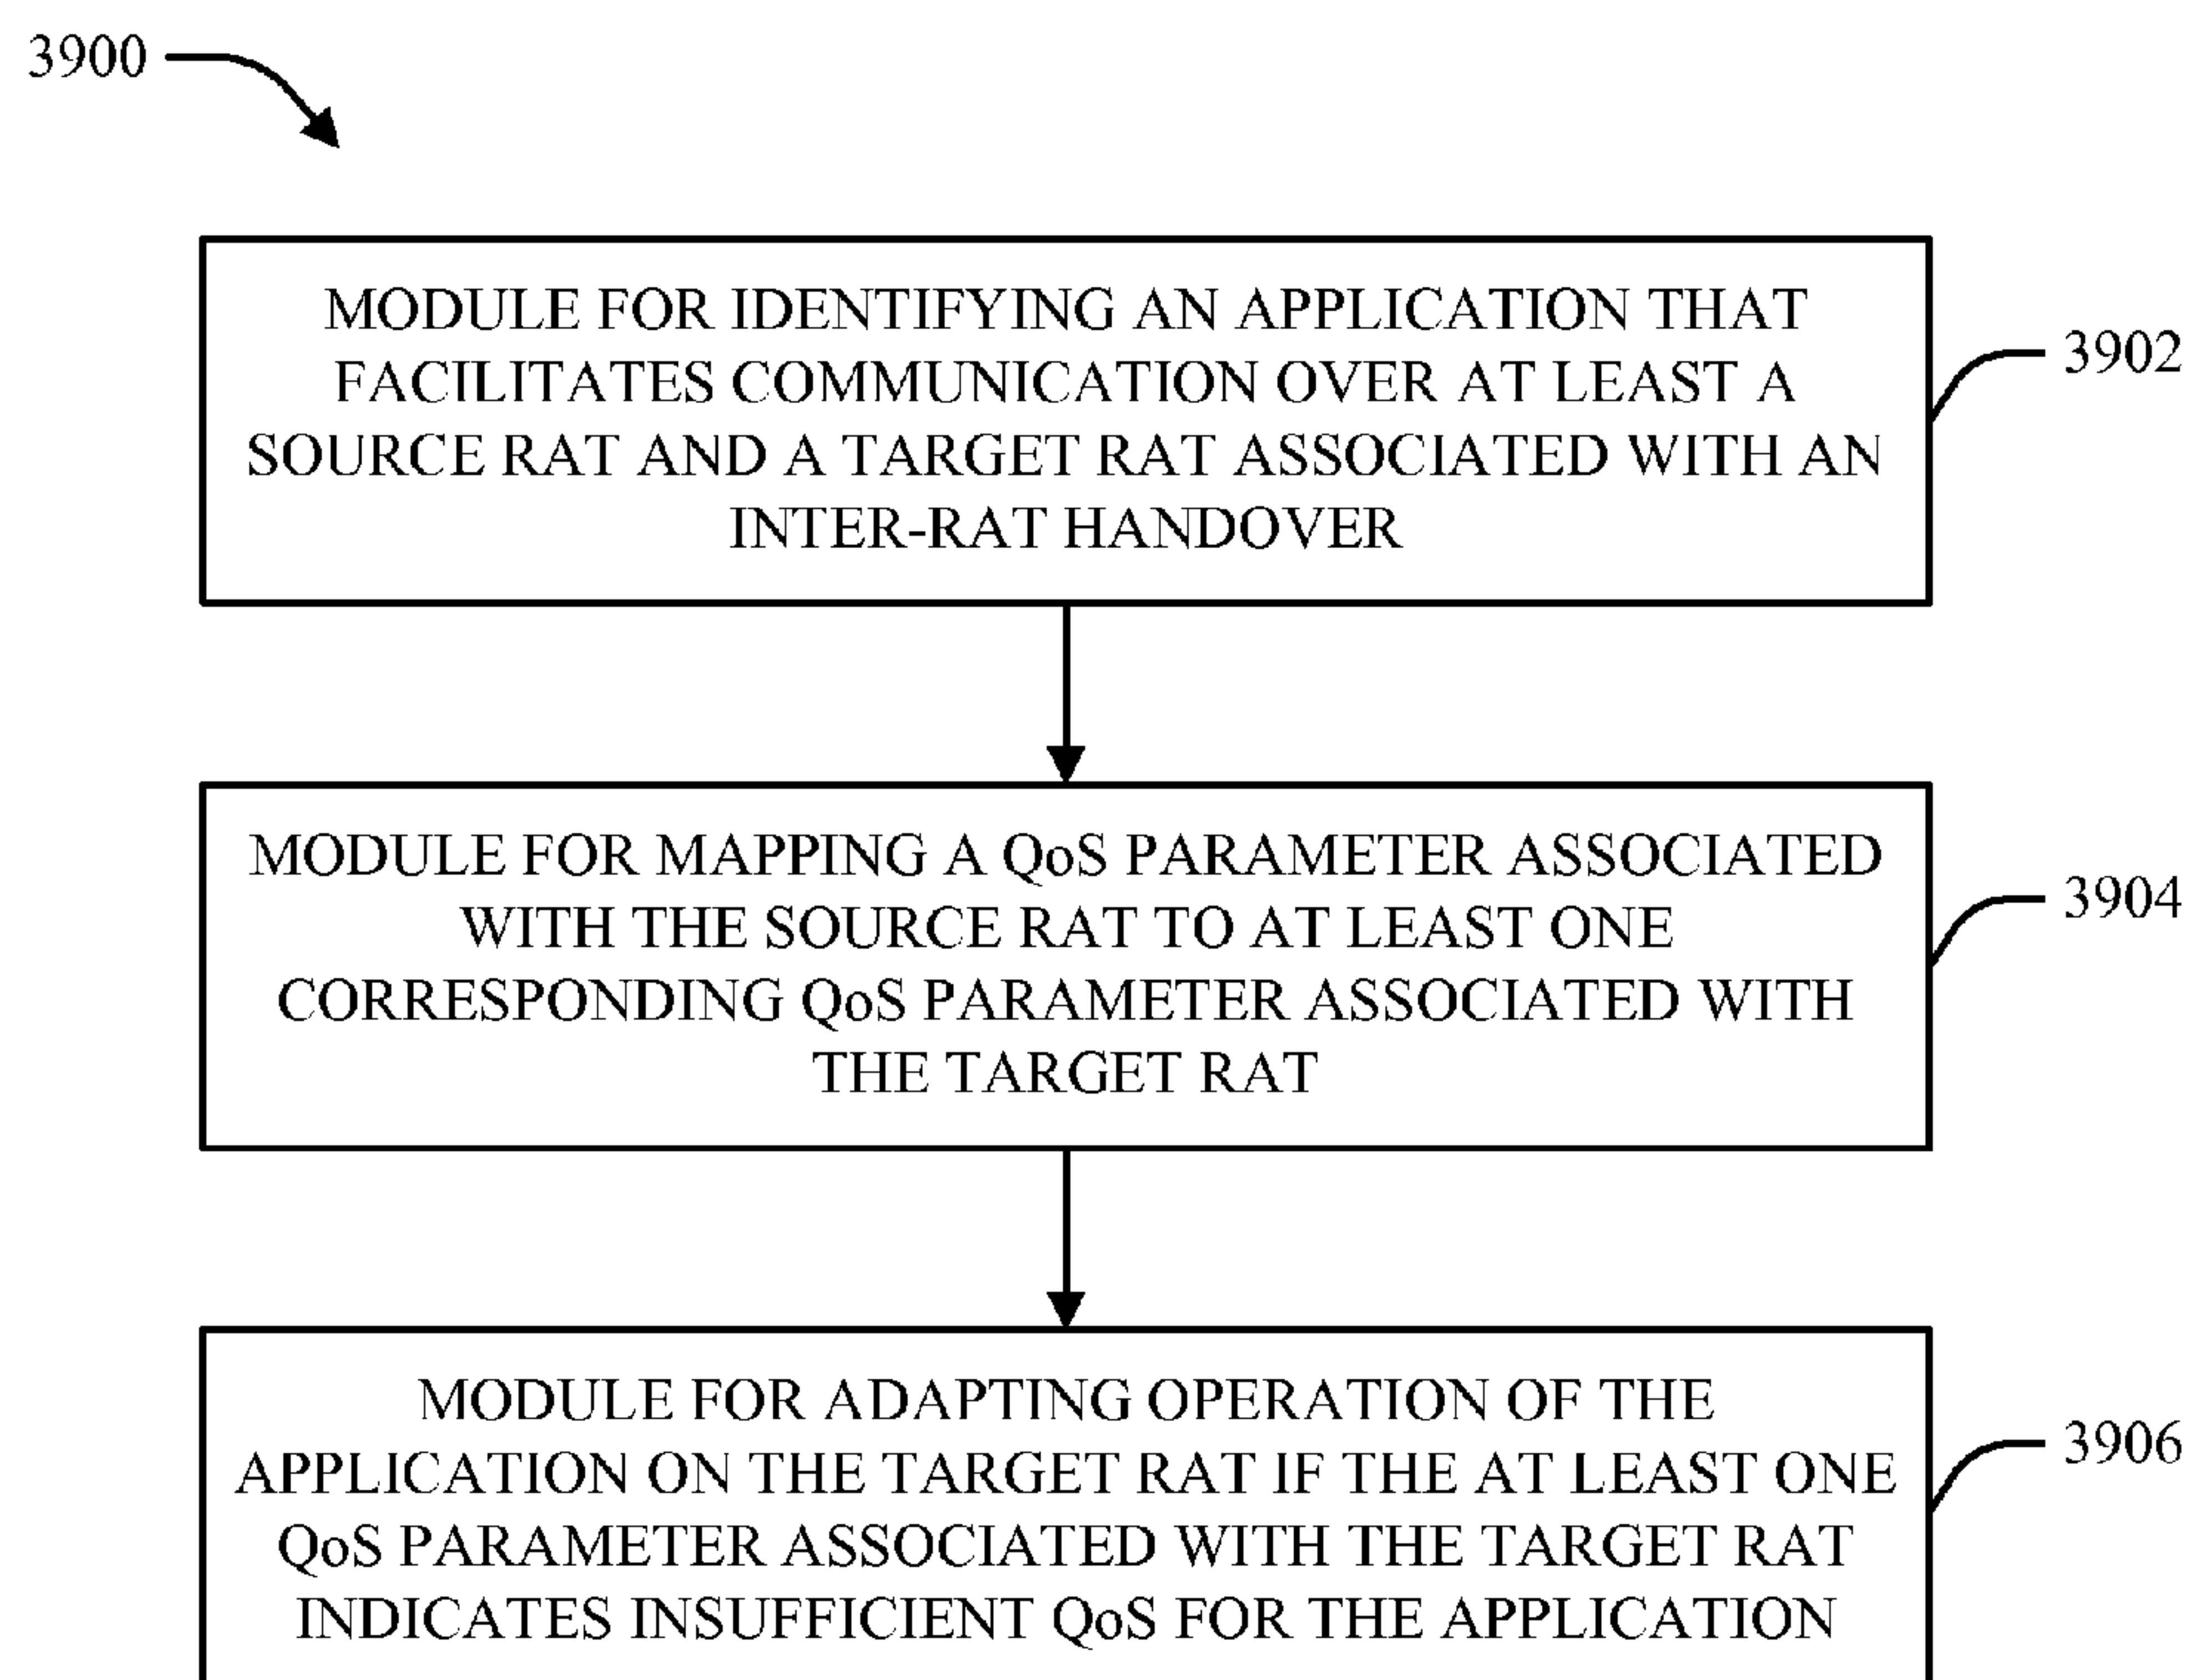 3900
MODULE FOR IDENTIFYING AN APPLICATION THAT
FACILITATES COMMUNICATION OVER AT LEAST A
SOURCE RAT AND A TARGET RAT ASSOCIATED WITH AN
INTER-RAT HANDOVER
3902
MODULE FOR MAPPING A QoS PARAMETER ASSOCIATED
WITH THE SOURCE RAT TO AT LEAST ONE
CORRESPONDING QoS PARAMETER ASSOCIATED WITH
THE TARGET RAT
3904
MODULE FOR ADAPTING OPERATION OF THE
APPLICATION ON THE TARGET RAT IF THE AT LEAST ONE
QoS PARAMETER ASSOCIATED WITH THE TARGET RAT
INDICATES INSUFFICIENT QoS FOR THE APPLICATION
3906